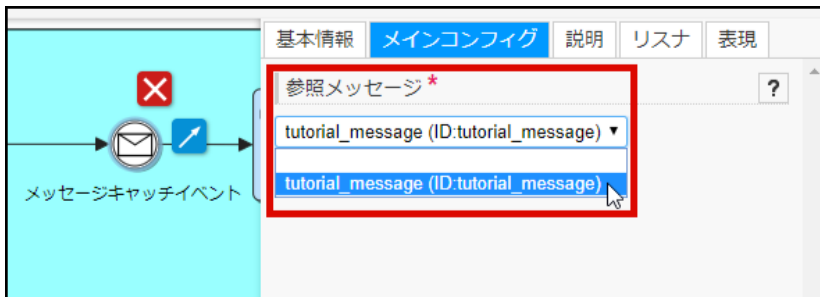 基本情報
メインコンフィグ
説明
リスナ
表現
参照メッセージ*
?
tutorial_message (ID:tutorial_message)
tutorial_message (ID:tutorial_message)
メッセージキャッチイベント